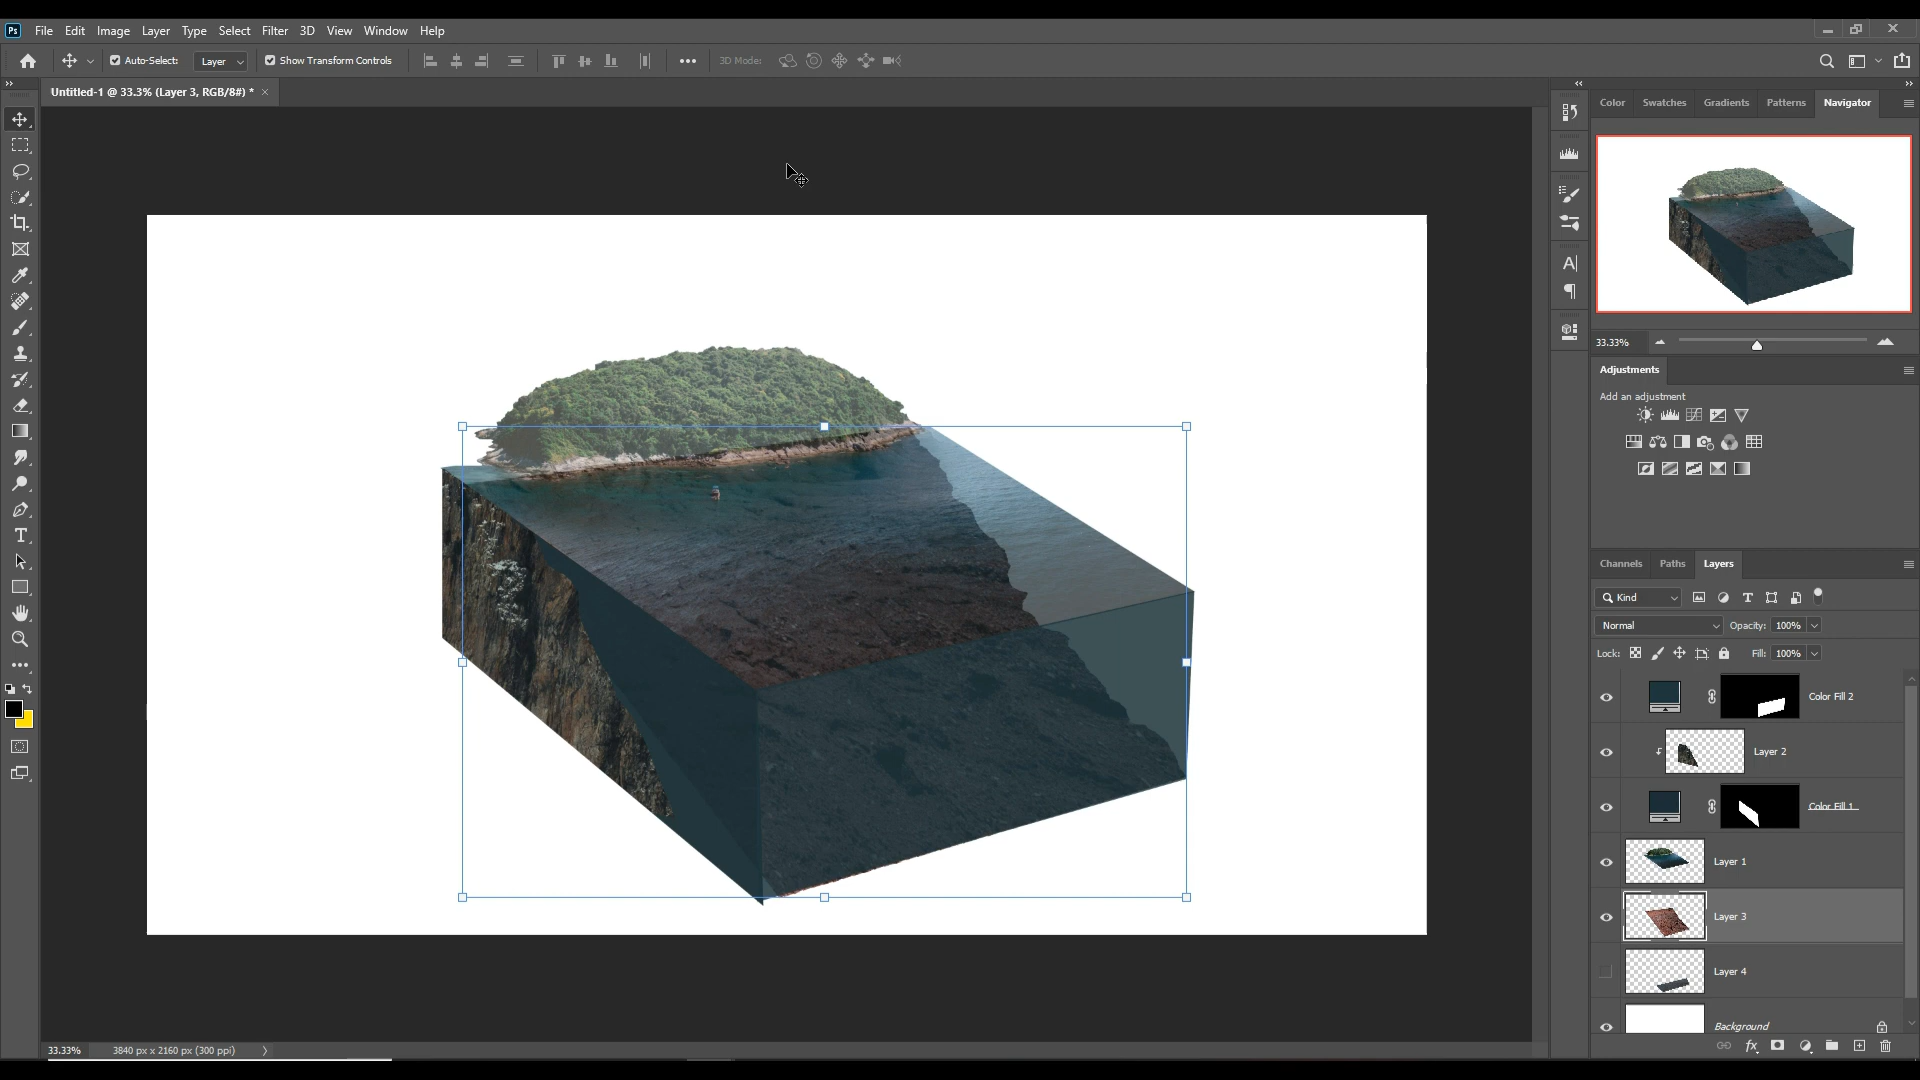 Ps File Edit Image Layer Type Select Filter 3D View Window Help
Auto-Select: Layer Show Transform Controls 3D Mode:
Untitled-1 @ 33.3% (Layer 3, RGB/8#) *
Color Swatches Gradients Patterns Navigator
33.33%
Adjustments
Add an adjustment
Channels Paths Layers
Kind
Normal Opacity: 100%
Lock: Fill: 100%
Color Fill 2
Layer 2
Color Fill 1
Layer 1
Layer 3
Layer 4
Background
33.33% 3840 px x 2160 px (300 ppi)